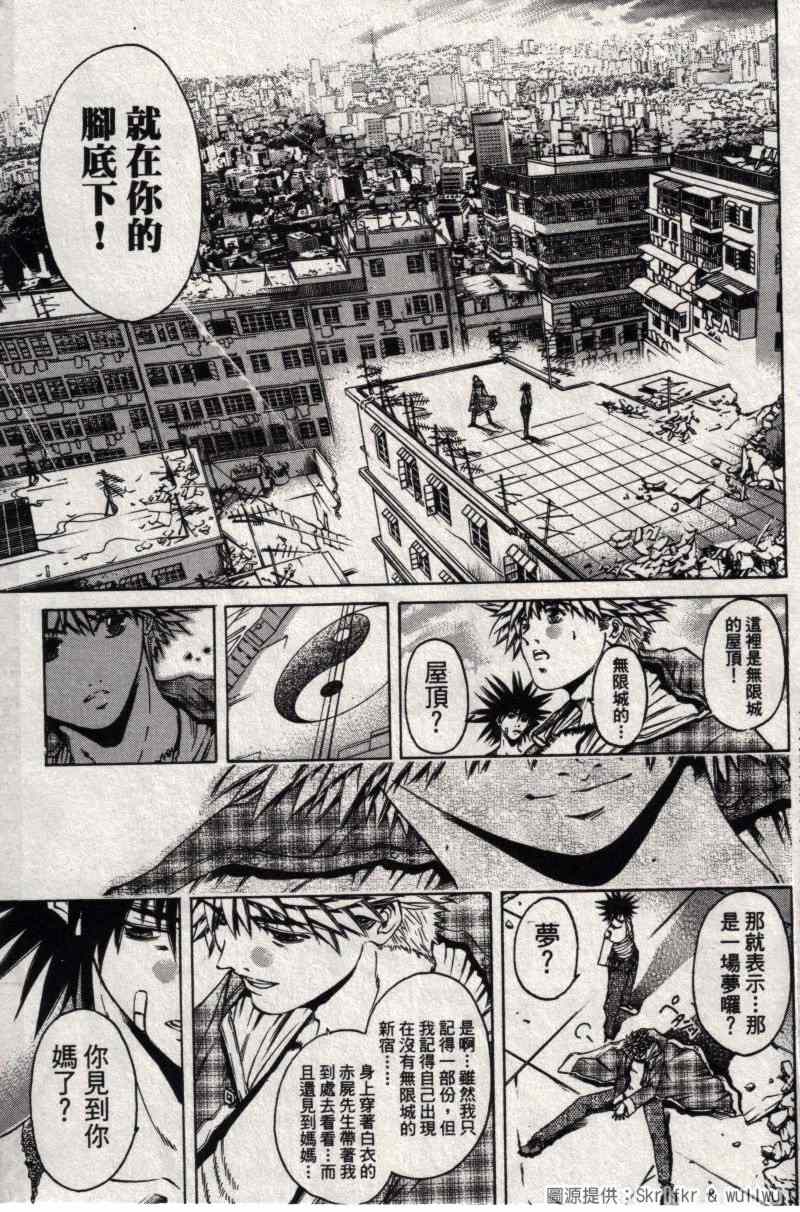 就在你的
腳底下！
這裡是無限城
的屋頂！
無限城的…
屋頂？
那就表示…那
是一場夢囉？
夢？
是啊…雖然我只
記得一部份，但
我記得自己出現
在沒有無限城的
新宿……
身上穿著白衣的
赤屍先生帶著我
到處去看看…而
且還見到媽媽…
你見到你
媽了？
圖源提供：Skrifkr & wullwul